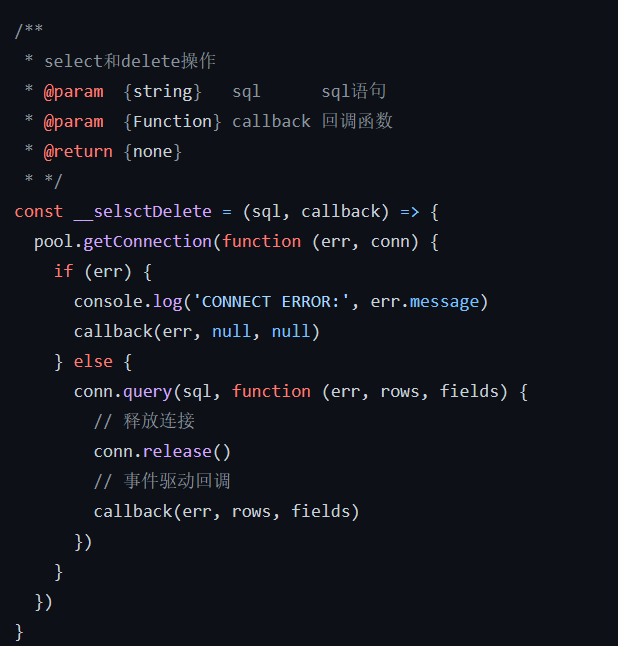 /**
 * select和delete操作
 * @param  {string}   sql      sql语句
 * @param  {Function} callback 回调函数
 * @return {none}
 * */
const __selsctDelete = (sql, callback) => {
  pool.getConnection(function (err, conn) {
    if (err) {
      console.log('CONNECT ERROR:', err.message)
      callback(err, null, null)
    } else {
      conn.query(sql, function (err, rows, fields) {
        // 释放连接
        conn.release()
        // 事件驱动回调
        callback(err, rows, fields)
      })
    }
  })
}